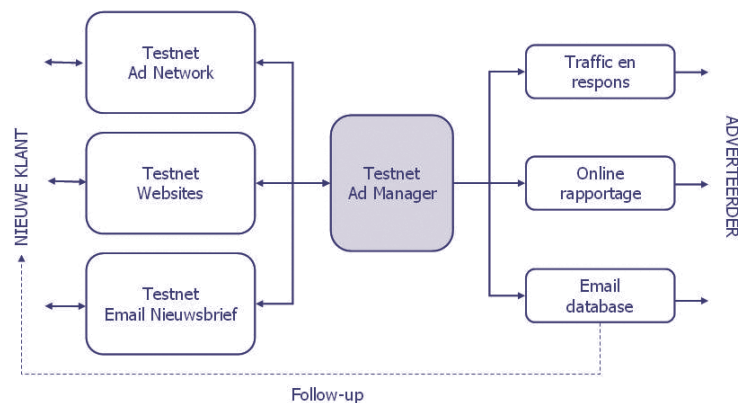 NIEUWE KLANT
Testnet
Ad Network
Testnet
Websites
Testnet
Email Nieuwsbrief
Testnet
Ad Manager
Traffic en
respons
Online
rapportage
Email
database
ADVERTEERDER
Follow-up